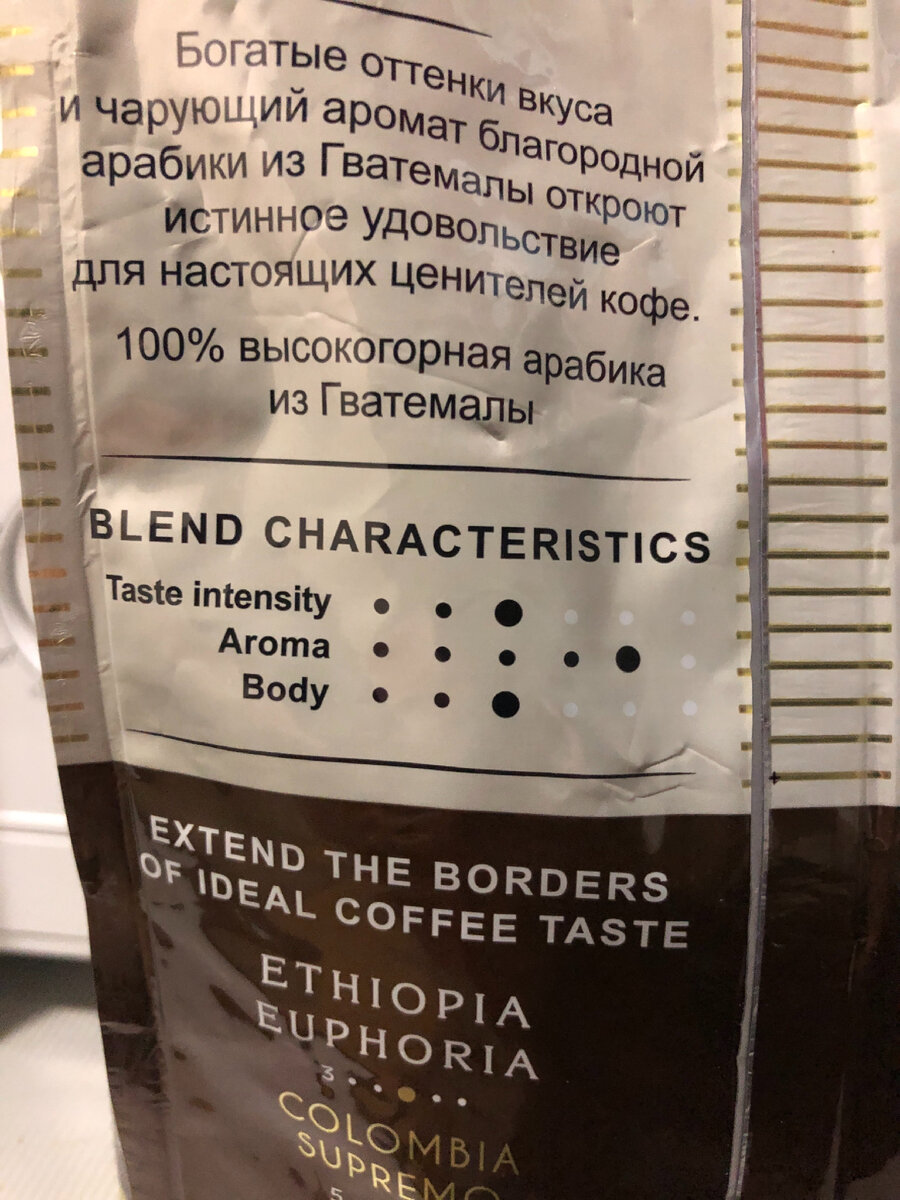 Богатые оттенки вкуса
и чарующий аромат благородной
арабики из Гватемалы откроют
истинное удовольствие
для настоящих ценителей кофе.
100% высокогорная арабика
из Гватемалы
BLEND CHARACTERISTICS
Taste intensity
Aroma
Body
EXTEND THE BORDERS
OF IDEAL COFFEE TASTE
ETHIOPIA
EUPHORIA
3
COLOMBIA
SUPREMO
5